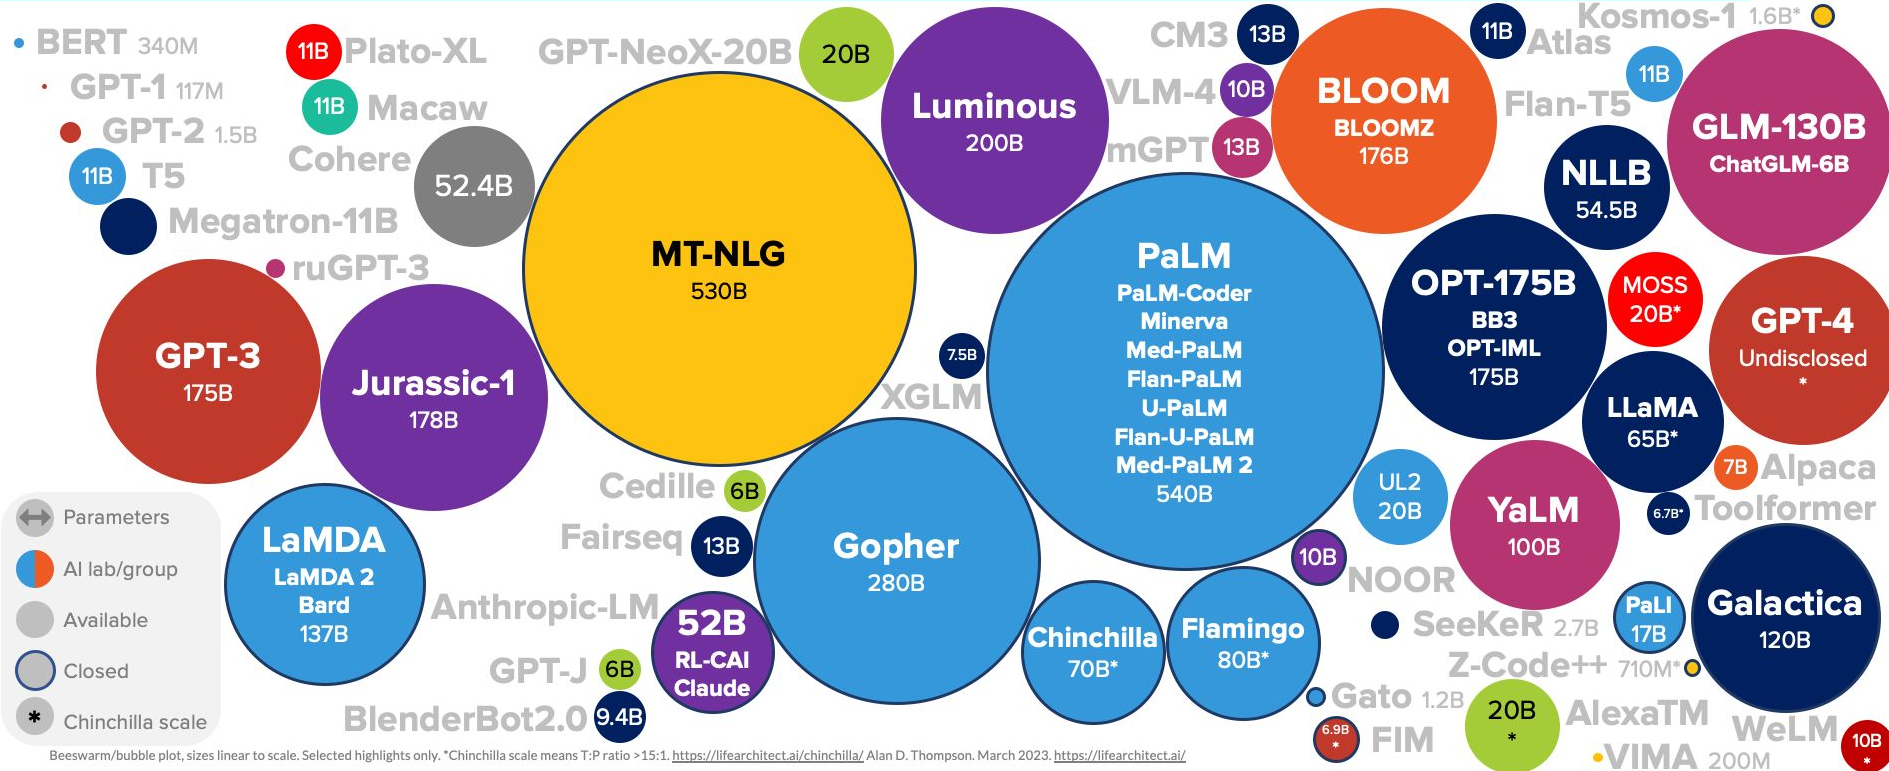 BERT 340M
GPT-1 117M
GPT-2 1.5B
11B T5
Megatron-11B
ruGPT-3
GPT-3
175B
11B Plato-XL
11B Macaw
Cohere
52.4B
Jurassic-1
178B
GPT-NeoX-20B 20B
MT-NLG
530B
Luminous
200B
CM3 13B
VLM-4 10B
mGPT 13B
BLOOM
BLOOMZ
176B
11B Atlas
Kosmos-1 1.6B*
11B
Flan-T5
GLM-130B
ChatGLM-6B
NLLB
54.5B
PaLM
PaLM-Coder
Minerva
Med-PaLM
Flan-PaLM
U-PaLM
Flan-U-PaLM
Med-PaLM 2
540B
OPT-175B
BB3
OPT-IML
175B
MOSS
20B*
GPT-4
Undisclosed
*
7.5B
XGLM
LLaMA
65B*
7B Alpaca
6.7B* Toolformer
UL2
20B
YaLM
100B
Cedille 6B
Fairseq 13B
Gopher
280B
LaMDA
LaMDA 2
Bard
137B
Anthropic-LM
52B
RL-CAI
Claude
GPT-J 6B
BlenderBot2.0 9.4B
Chinchilla
70B*
Flamingo
80B*
10B
NOOR
SeeKeR 2.7B
PaLI
17B
Galactica
120B
Z-Code++ 710M*
Gato 1.2B
6.9B
*
FIM
20B
*
AlexaTM
WeLM
10B
*
VIMA 200M
Parameters
AI lab/group
Available
Closed
* Chinchilla scale
Beeswarm/bubble plot, sizes linear to scale. Selected highlights only. *Chinchilla scale means T:P ratio >15:1. https://lifearchitect.ai/chinchilla/ Alan D. Thompson. March 2023. https://lifearchitect.ai/